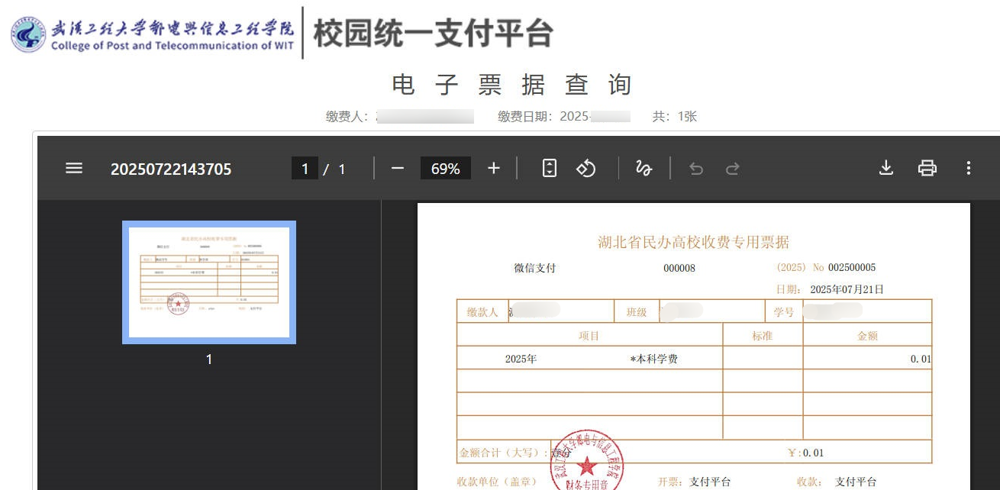 武汉工程大学邮电与信息工程学院
College of Post and Telecommunication of WIT
校园统一支付平台
电子票据查询
缴费人： 缴费日期：2025- 共：1张
20250722143705 1 / 1 69%
1
湖北省民办高校收费专用票据
微信支付 000008 (2025) No 002500005
日期： 2025年07月21日
缴款人 班级 学号
项目 标准 金额
2025年 *本科学费 0.01
金额合计（大写）: 壹分 ¥:0.01
武汉工程大学邮电与信息工程学院
财务专用章
收款单位（盖章） 开票： 支付平台 收款： 支付平台